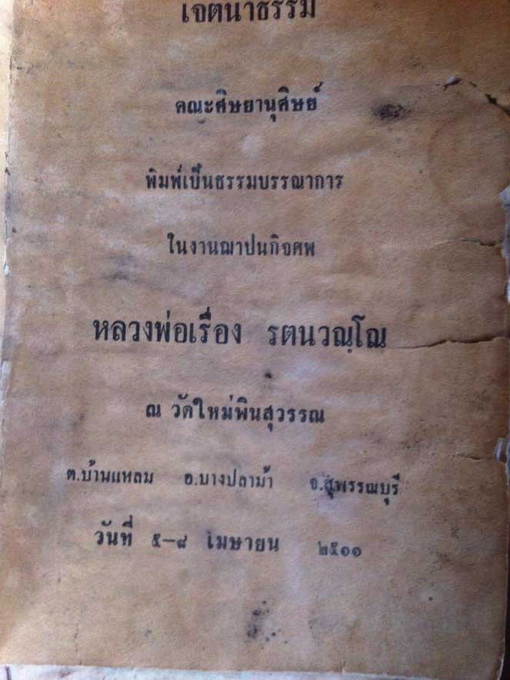 เจตนาธรรม
คณะศิษยานุศิษย์
พิมพ์เป็นธรรมบรรณาการ
ในงานฌาปนกิจศพ
หลวงพ่อเรื่อง รตนวณฺโณ
ณ วัดใหม่พินสุวรรณ
ต.บ้านแหลม อ.บางปลาม้า จ.สุพรรณบุรี
วันที่ ๕-๘ เมษายน ๒๕๑๑